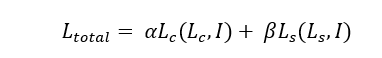 L_total = αL_c(L_c, I) + βL_s(L_s, I)